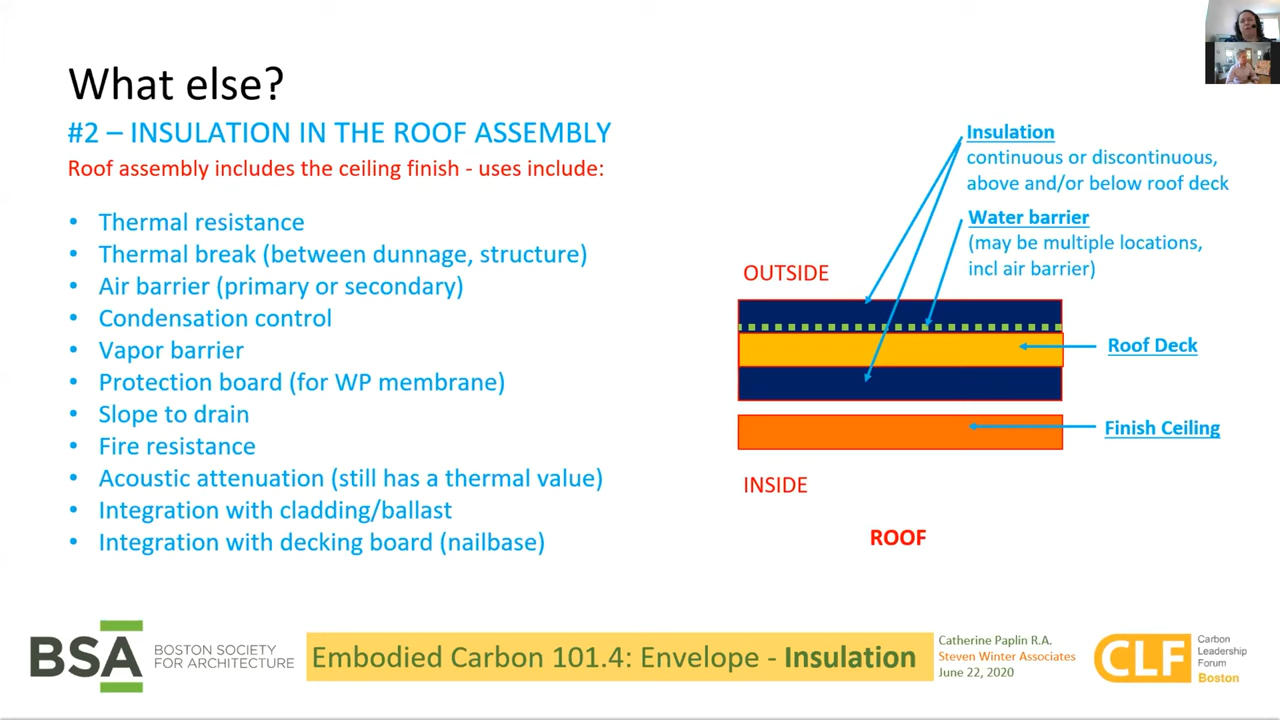 What else?
#2 – INSULATION IN THE ROOF ASSEMBLY
Roof assembly includes the ceiling finish - uses include:
• Thermal resistance
• Thermal break (between dunnage, structure)
• Air barrier (primary or secondary)
• Condensation control
• Vapor barrier
• Protection board (for WP membrane)
• Slope to drain
• Fire resistance
• Acoustic attenuation (still has a thermal value)
• Integration with cladding/ballast
• Integration with decking board (nailbase)
Insulation
continuous or discontinuous,
above and/or below roof deck
Water barrier
(may be multiple locations,
incl air barrier)
OUTSIDE
Roof Deck
Finish Ceiling
INSIDE
ROOF
BSA
BOSTON SOCIETY
FOR ARCHITECTURE
Embodied Carbon 101.4: Envelope - Insulation
Catherine Paplin R.A.
Steven Winter Associates
June 22, 2020
CLF
Carbon
Leadership
Forum
Boston